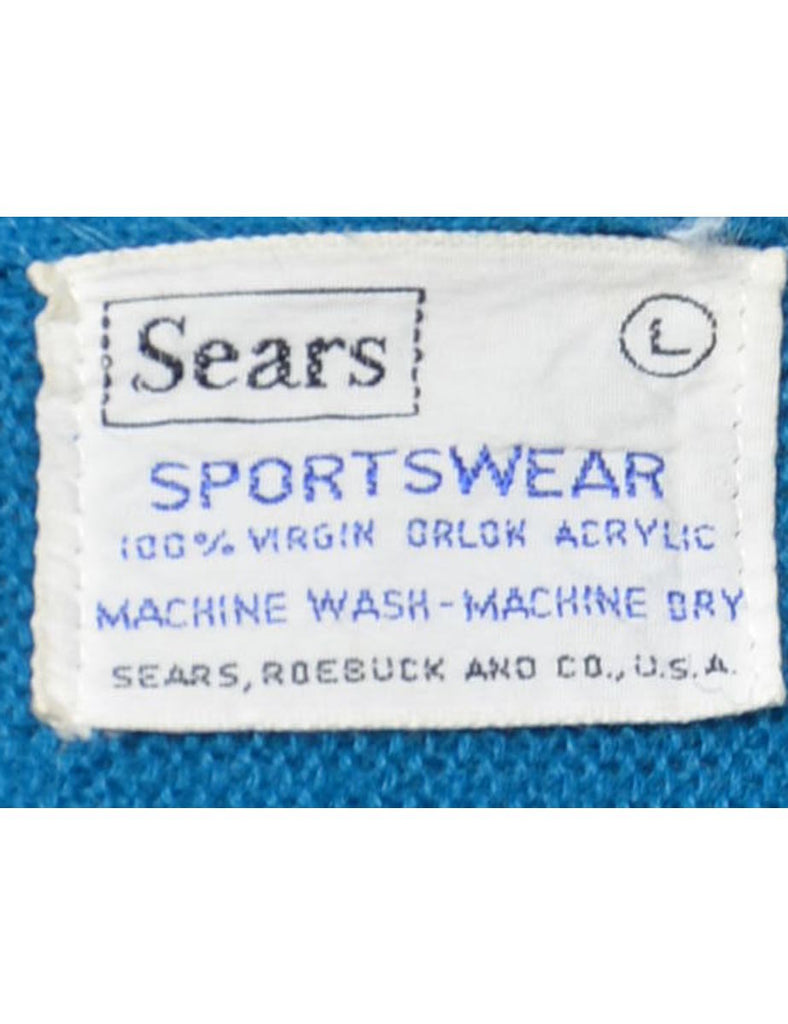 Sears L
SPORTSWEAR
100% VIRGIN ORLON ACRYLIC
MACHINE WASH-MACHINE DRY
SEARS, ROEBUCK AND CO., U.S.A.